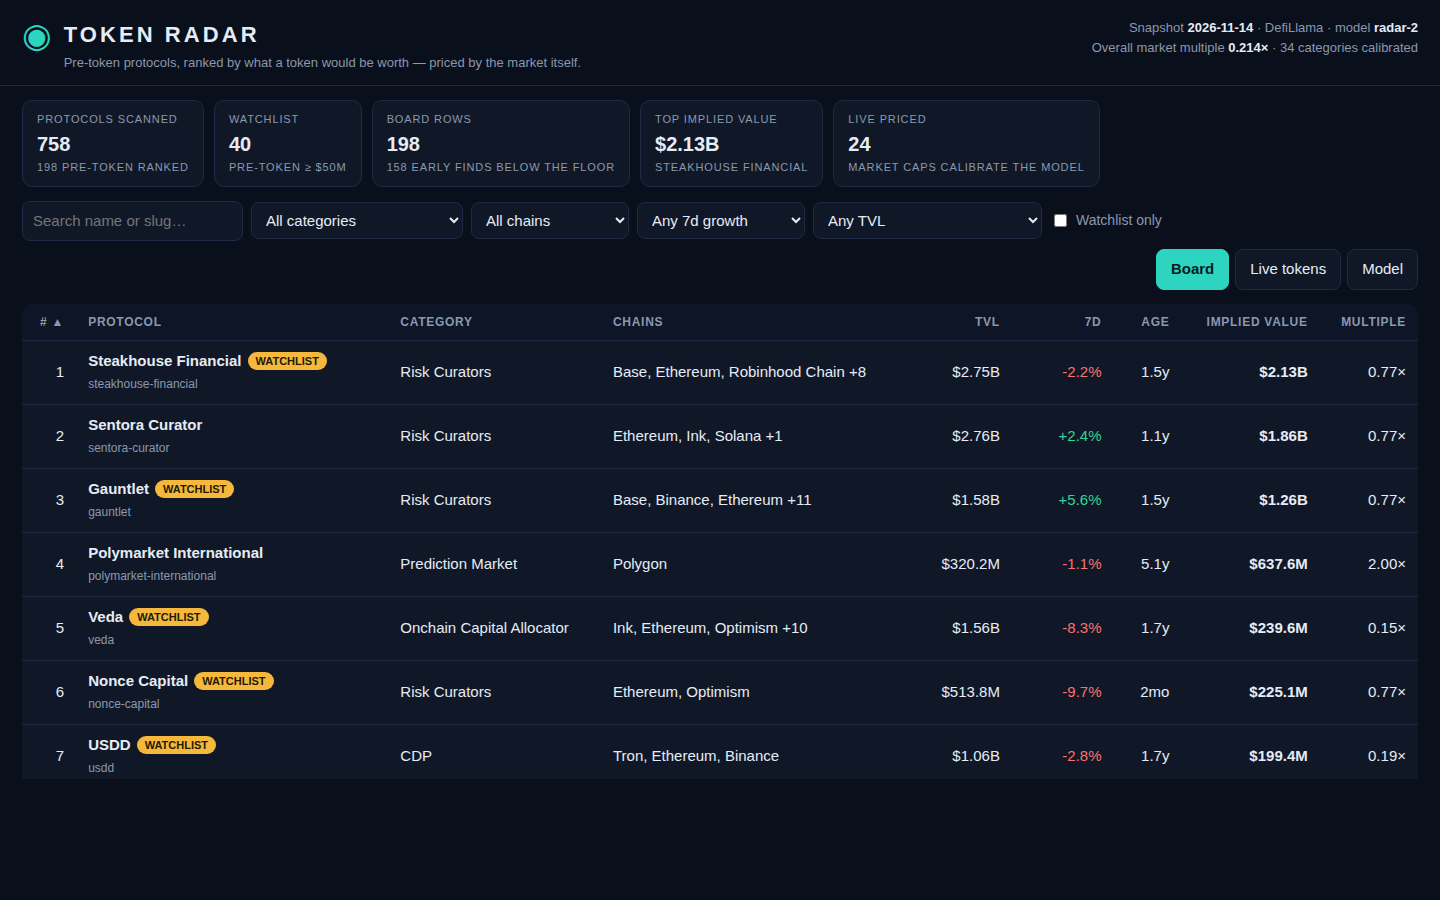 TOKEN RADAR
Pre-token protocols, ranked by what a token would be worth — priced by the market itself.
Snapshot 2026-11-14 · DefiLlama · model radar-2
Overall market multiple 0.214× · 34 categories calibrated
PROTOCOLS SCANNED
758
198 PRE-TOKEN RANKED
WATCHLIST
40
PRE-TOKEN ≥ $50M
BOARD ROWS
198
158 EARLY FINDS BELOW THE FLOOR
TOP IMPLIED VALUE
$2.13B
STEAKHOUSE FINANCIAL
LIVE PRICED
24
MARKET CAPS CALIBRATE THE MODEL
Search name or slug… All categories All chains Any 7d growth Any TVL Watchlist only
Board Live tokens Model
# ▲ PROTOCOL CATEGORY CHAINS TVL 7D AGE IMPLIED VALUE MULTIPLE
1 Steakhouse Financial WATCHLIST Risk Curators Base, Ethereum, Robinhood Chain +8 $2.75B -2.2% 1.5y $2.13B 0.77×
steakhouse-financial
2 Sentora Curator Risk Curators Ethereum, Ink, Solana +1 $2.76B +2.4% 1.1y $1.86B 0.77×
sentora-curator
3 Gauntlet WATCHLIST Risk Curators Base, Binance, Ethereum +11 $1.58B +5.6% 1.5y $1.26B 0.77×
gauntlet
4 Polymarket International Prediction Market Polygon $320.2M -1.1% 5.1y $637.6M 2.00×
polymarket-international
5 Veda WATCHLIST Onchain Capital Allocator Ink, Ethereum, Optimism +10 $1.56B -8.3% 1.7y $239.6M 0.15×
veda
6 Nonce Capital WATCHLIST Risk Curators Ethereum, Optimism $513.8M -9.7% 2mo $225.1M 0.77×
nonce-capital
7 USDD WATCHLIST CDP Tron, Ethereum, Binance $1.06B -2.8% 1.7y $199.4M 0.19×
usdd